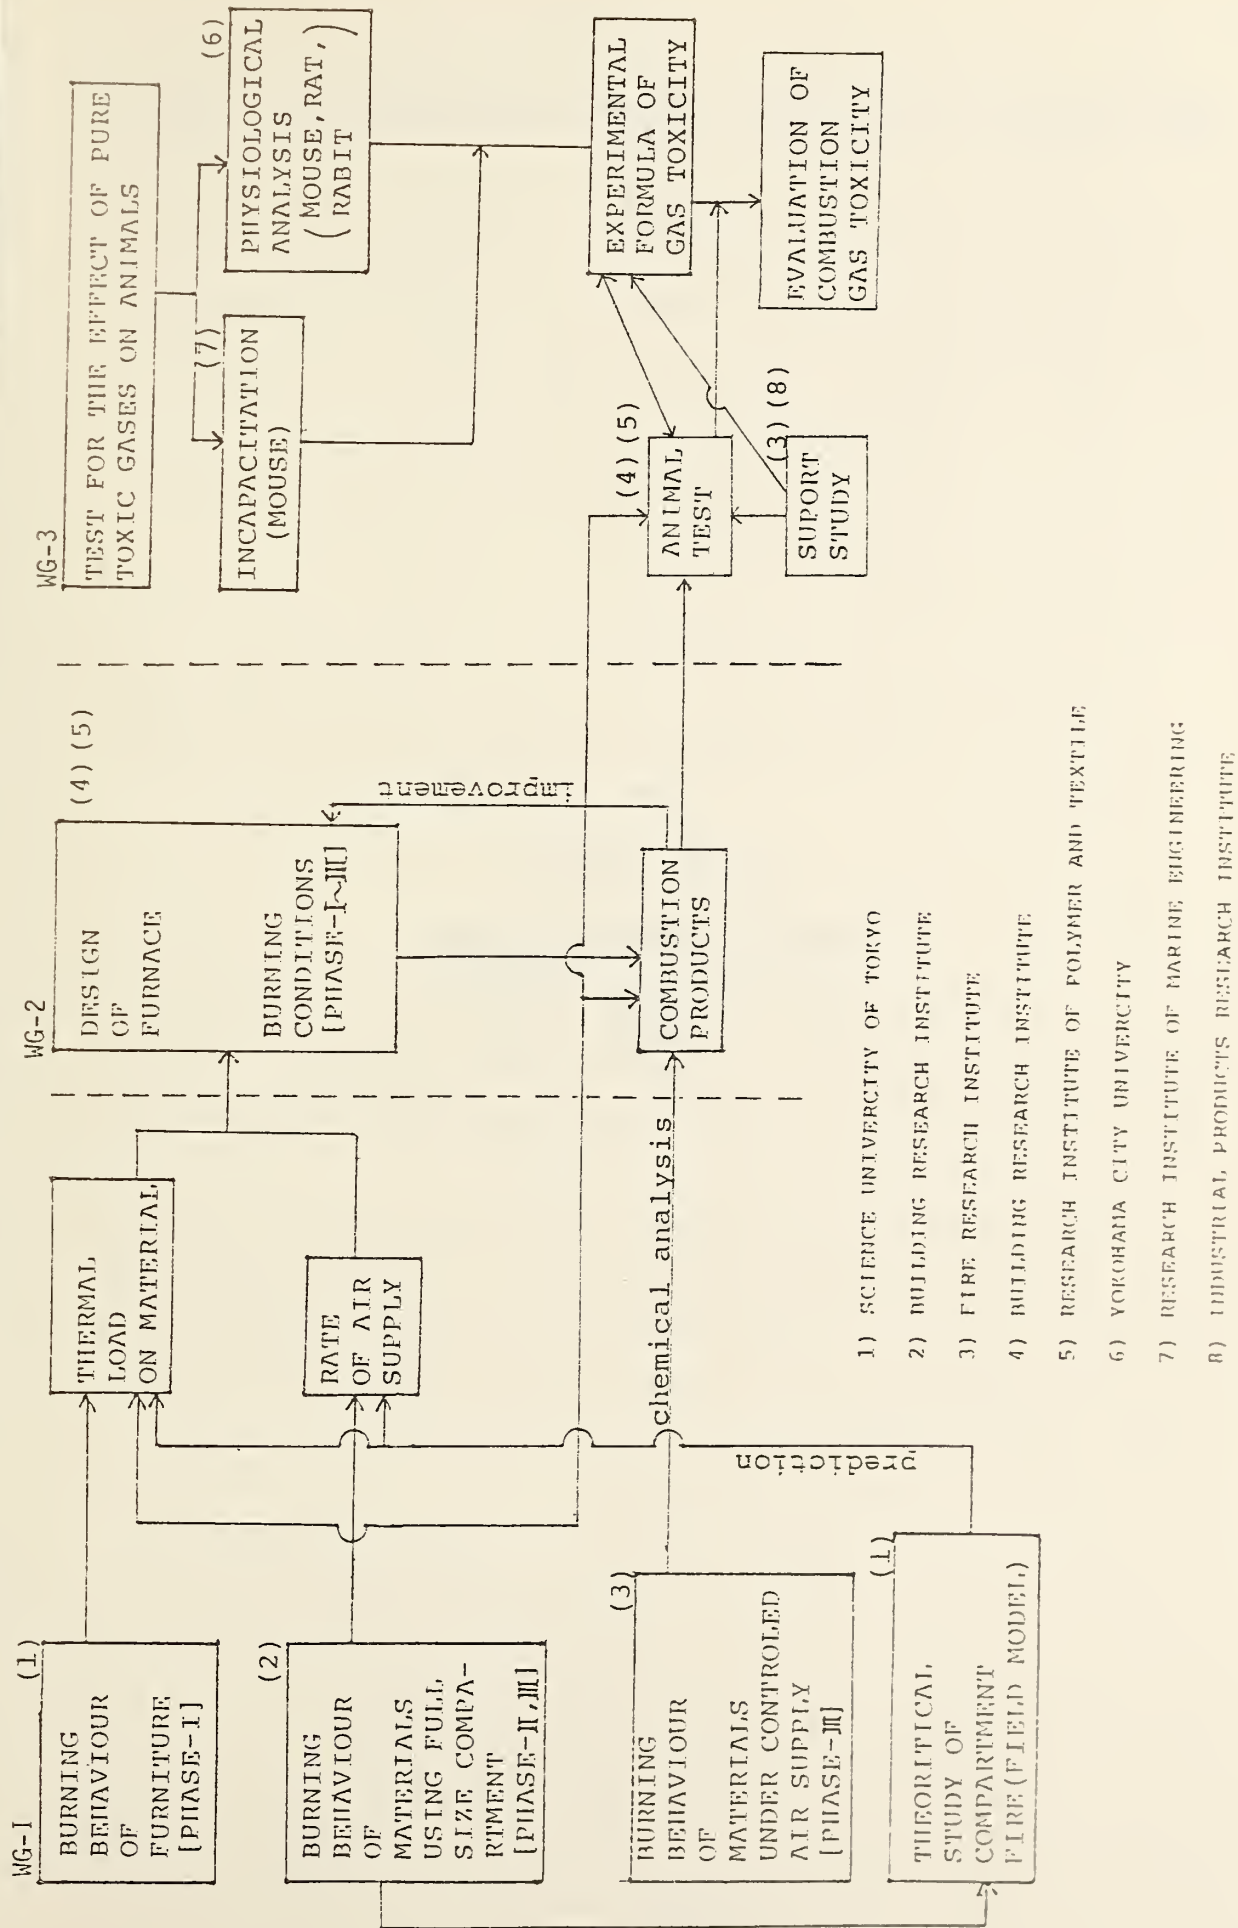 WG-I
(1)
BURNING
BEHAVIOUR
OF
FURNITURE
[PHASE-I]
(2)
BURNING
BEHAVIOUR
OF
MATERIALS
USING FULL
SIZE COMPA-
RTMENT
[PHASE-II,III]
(3)
BURNING
BEHAVIOUR
OF
MATERIALS
UNDER CONTROLED
AIR SUPPLY
[PHASE-III]
(1)
THEORITICAL
STUDY OF
COMPARTMENT
FIRE(FIELD MODEL)
THERMAL
LOAD
ON MATERIAL
RATE
OF AIR
SUPPLY
chemical analysis
prediction
WG-2
(4)(5)
DESIGN
OF
FURNACE
BURNING
CONDITIONS
[PHASE-I~III]
improvement
COMBUSTION
PRODUCTS
WG-3
TEST FOR THE EFFECT OF PURE
TOXIC GASES ON ANIMALS
(7)
INCAPACITATION
(MOUSE)
(6)
PHYSIOLOGICAL
ANALYSIS
(MOUSE,RAT,
RABIT)
(4)(5)
ANIMAL
TEST
(3)(8)
SUPORT
STUDY
EXPERIMENTAL
FORMULA OF
GAS TOXICITY
EVALUATION OF
COMBUSTION
GAS TOXICITY
1) SCIENCE UNIVERCITY OF TOKYO
2) BUILDING RESEARCH INSTITUTE
3) FIRE RESEARCH INSTITUTE
4) BUILDING RESEARCH INSTITUTE
5) RESEARCH INSTITUTE OF POLYMER AND TEXTILE
6) YOKOHAMA CITY UNIVERCITY
7) RESEARCH INSTITUTE OF MARINE ENGINEERING
8) INDUSTRIAL PRODUCTS RESEARCH INSTITUTE